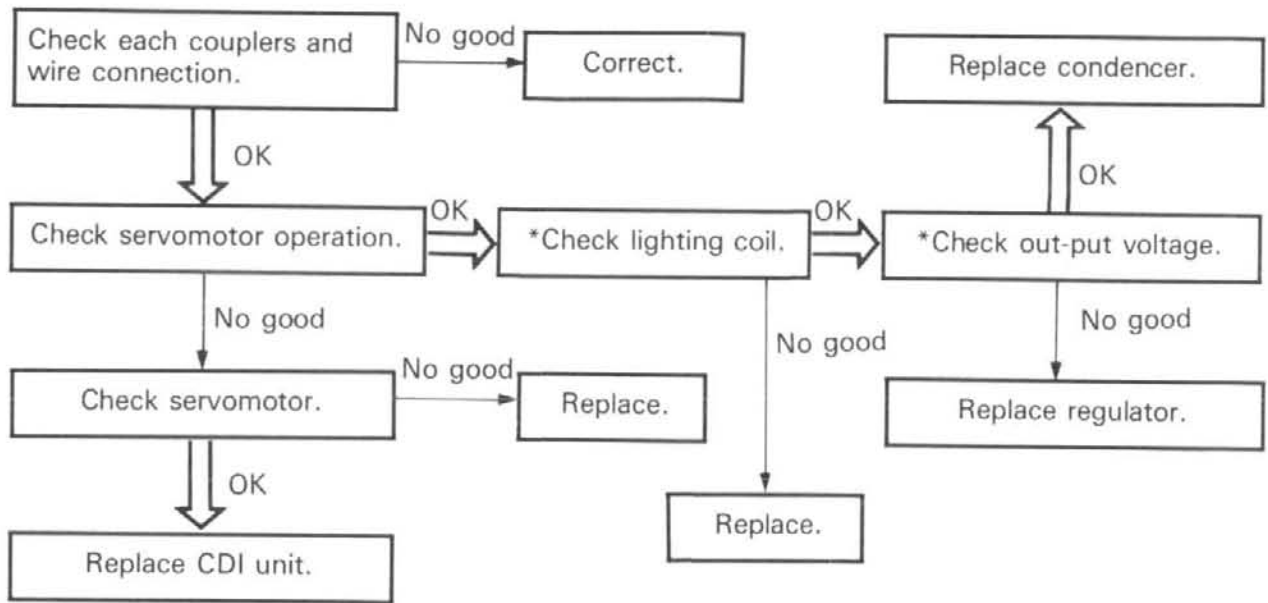 Check each couplers and
wire connection.
No good
Correct.
Replace condencer.
OK
OK
Check servomotor operation.
OK
*Check lighting coil.
OK
*Check out-put voltage.
No good
No good
No good
Check servomotor.
No good
Replace.
Replace regulator.
OK
Replace.
Replace CDI unit.